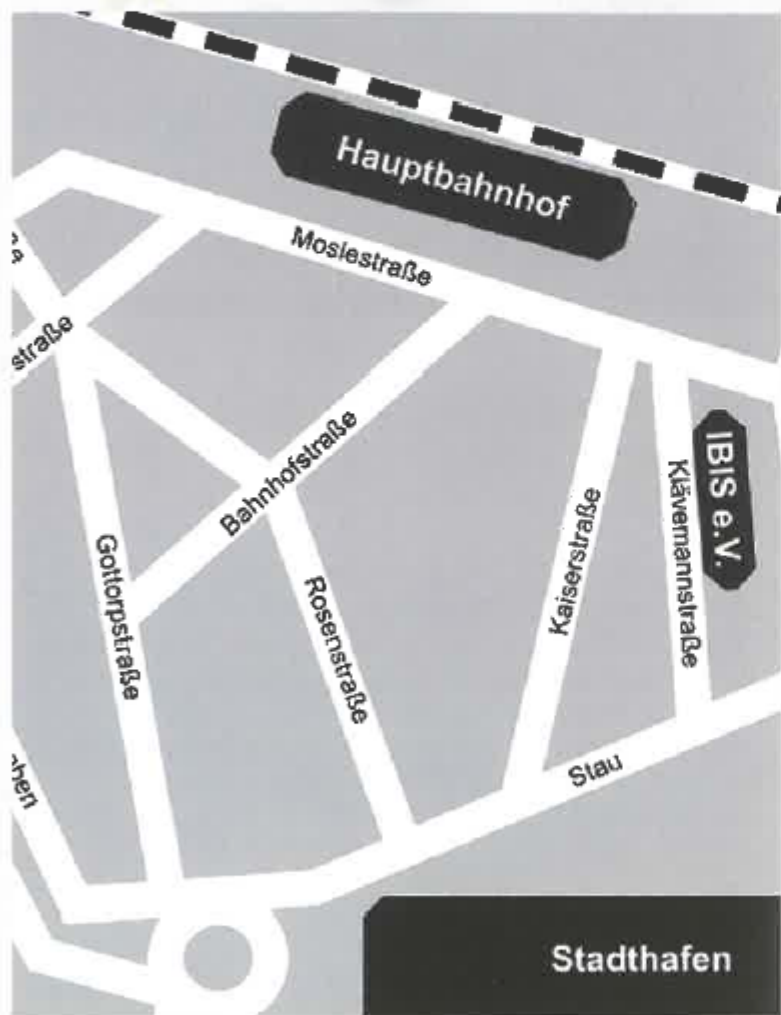 Hauptbahnhof
Moslestraße
straße
Bahnhofstraße
IBIS e.V.
Klävemannstraße
Kaiserstraße
Gottorpstraße
Rosenstraße
Stau
Stadthafen